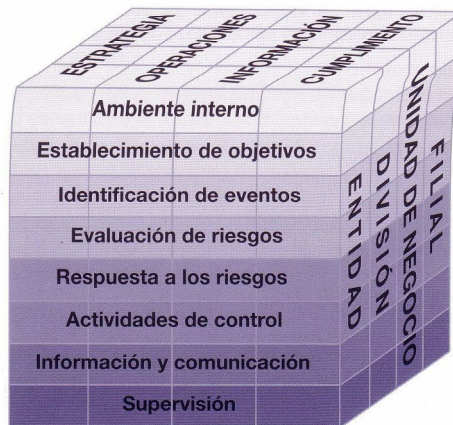 ESTRATEGIA
OPERACIONES
INFORMACIÓN
CUMPLIMIENTO
Ambiente interno
Establecimiento de objetivos
Identificación de eventos
Evaluación de riesgos
Respuesta a los riesgos
Actividades de control
Información y comunicación
Supervisión
ENTIDAD
DIVISIÓN
UNIDAD DE NEGOCIO
FILIAL